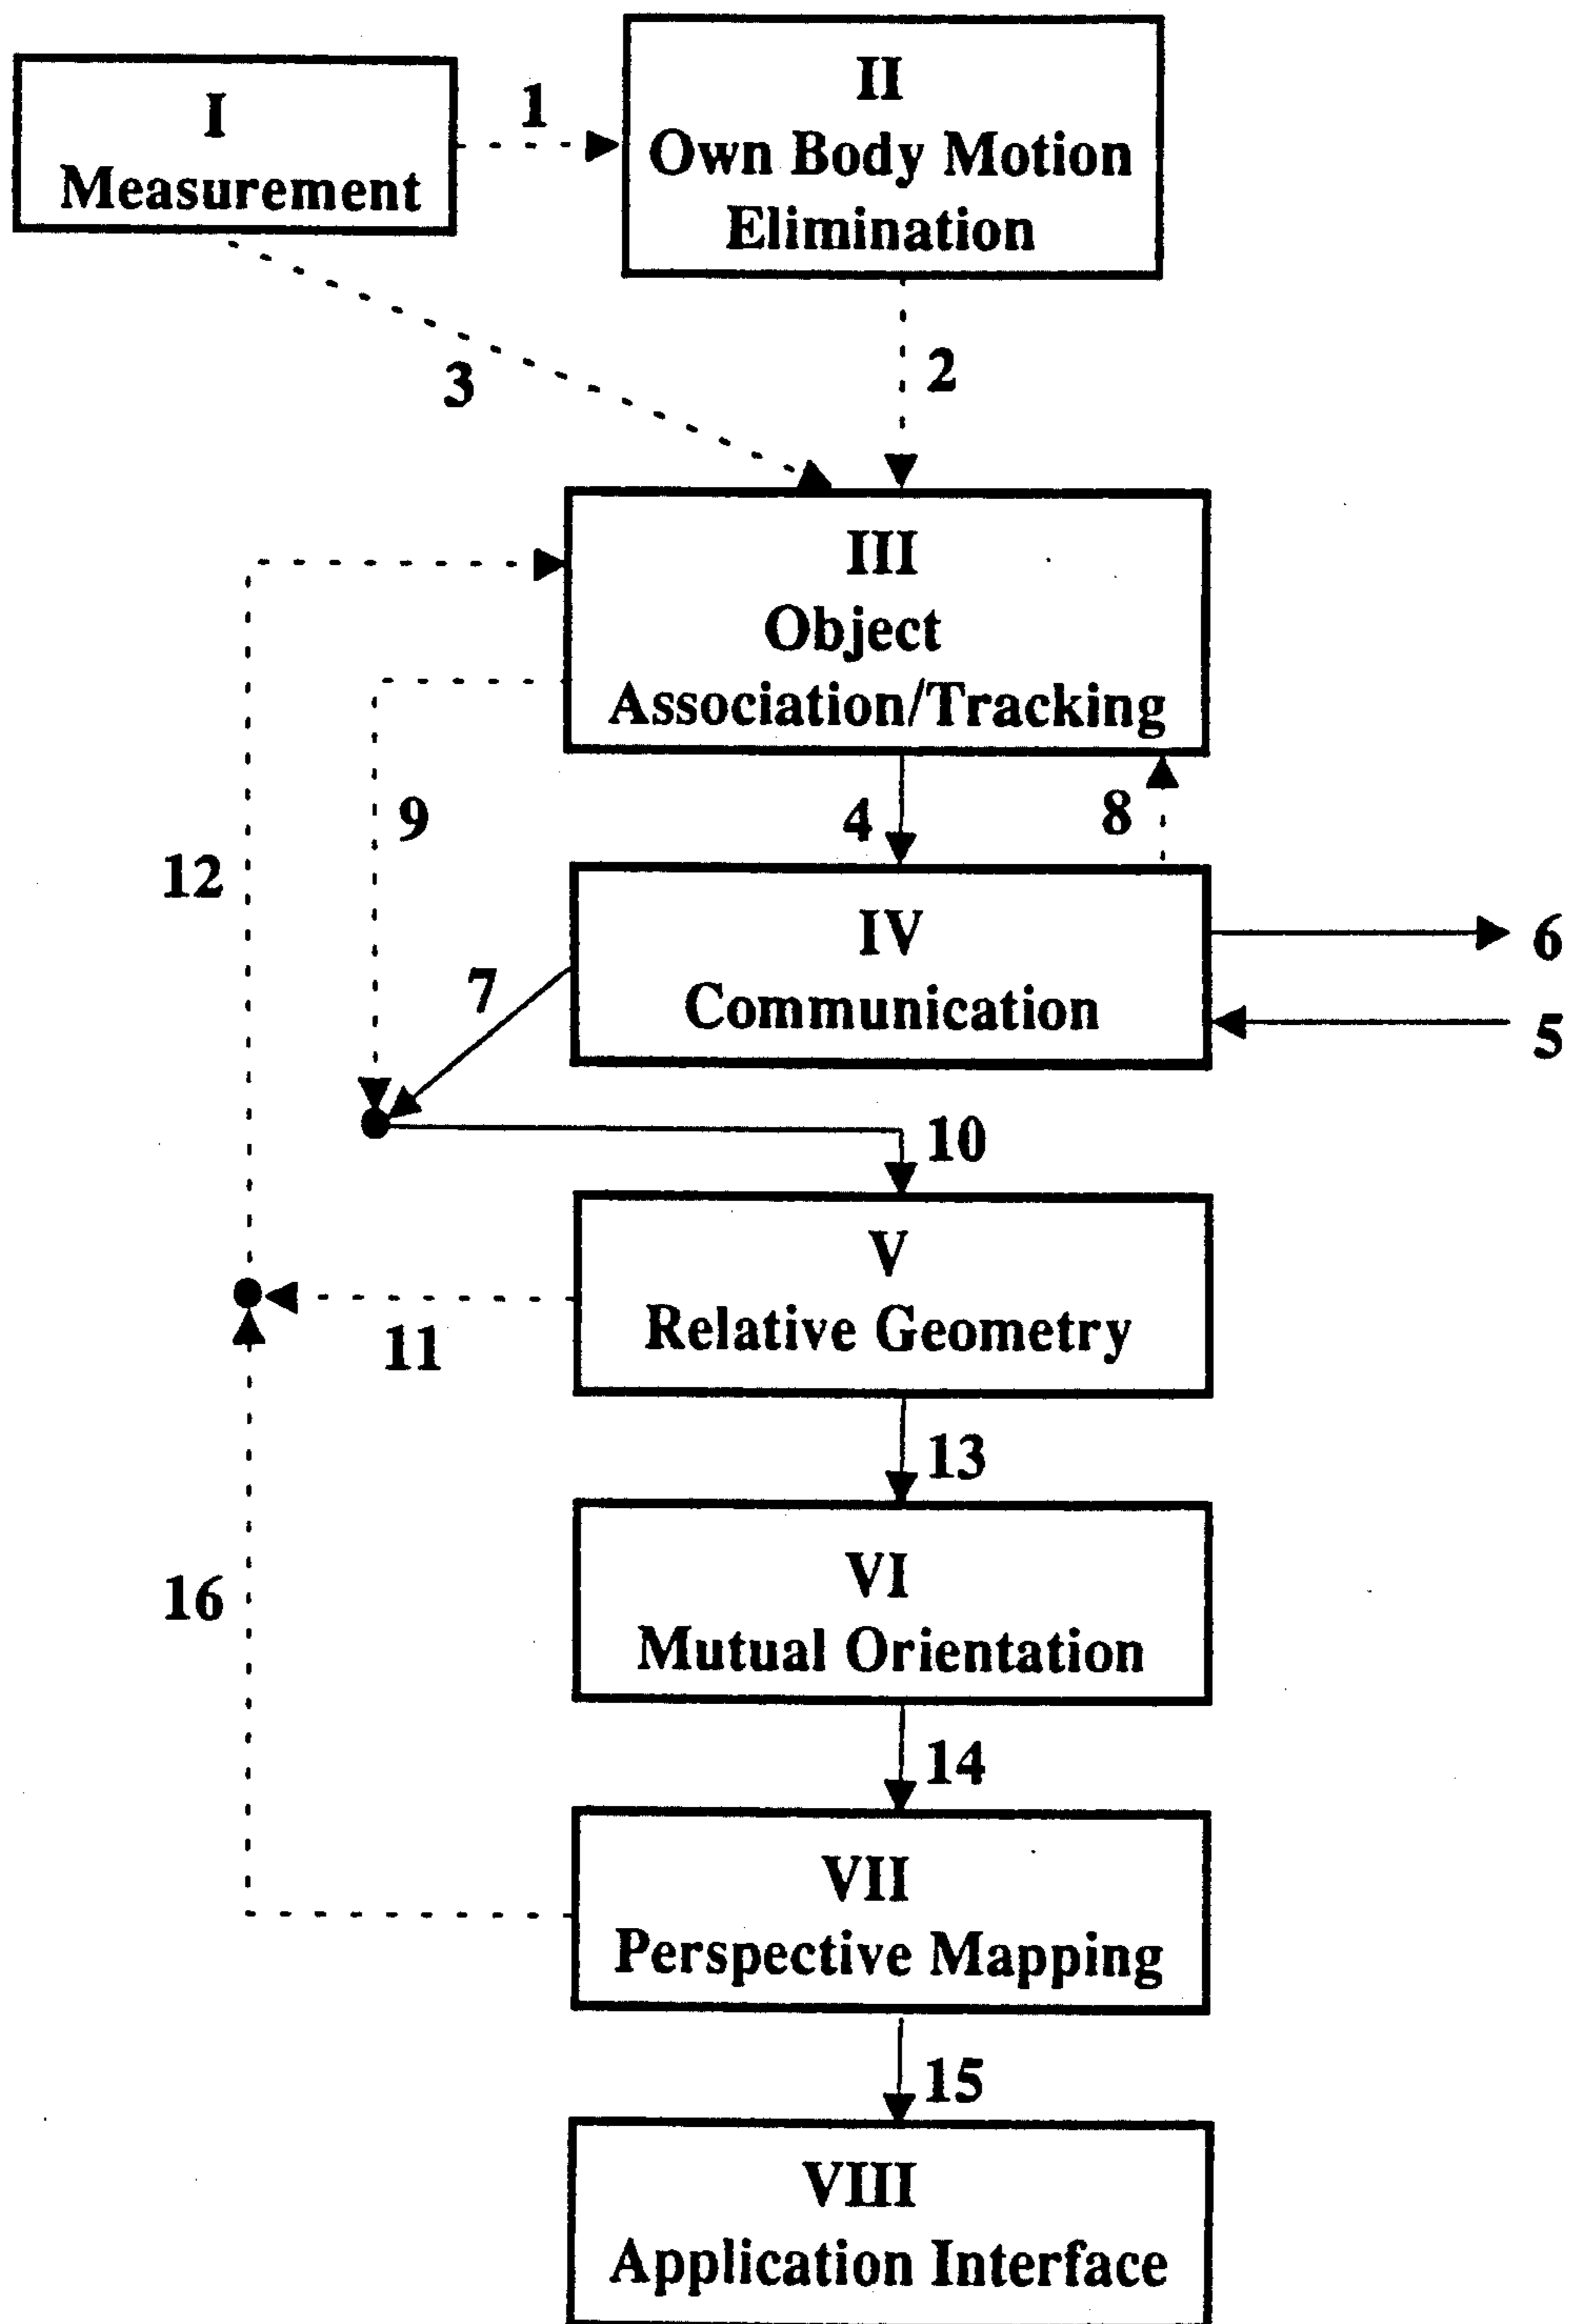 I
Measurement
1
II
Own Body Motion
Elimination
3
2
III
Object
Association/Tracking
9
4
8
12
IV
Communication
6
7
5
10
V
Relative Geometry
11
13
VI
Mutual Orientation
16
14
VII
Perspective Mapping
15
VIII
Application Interface